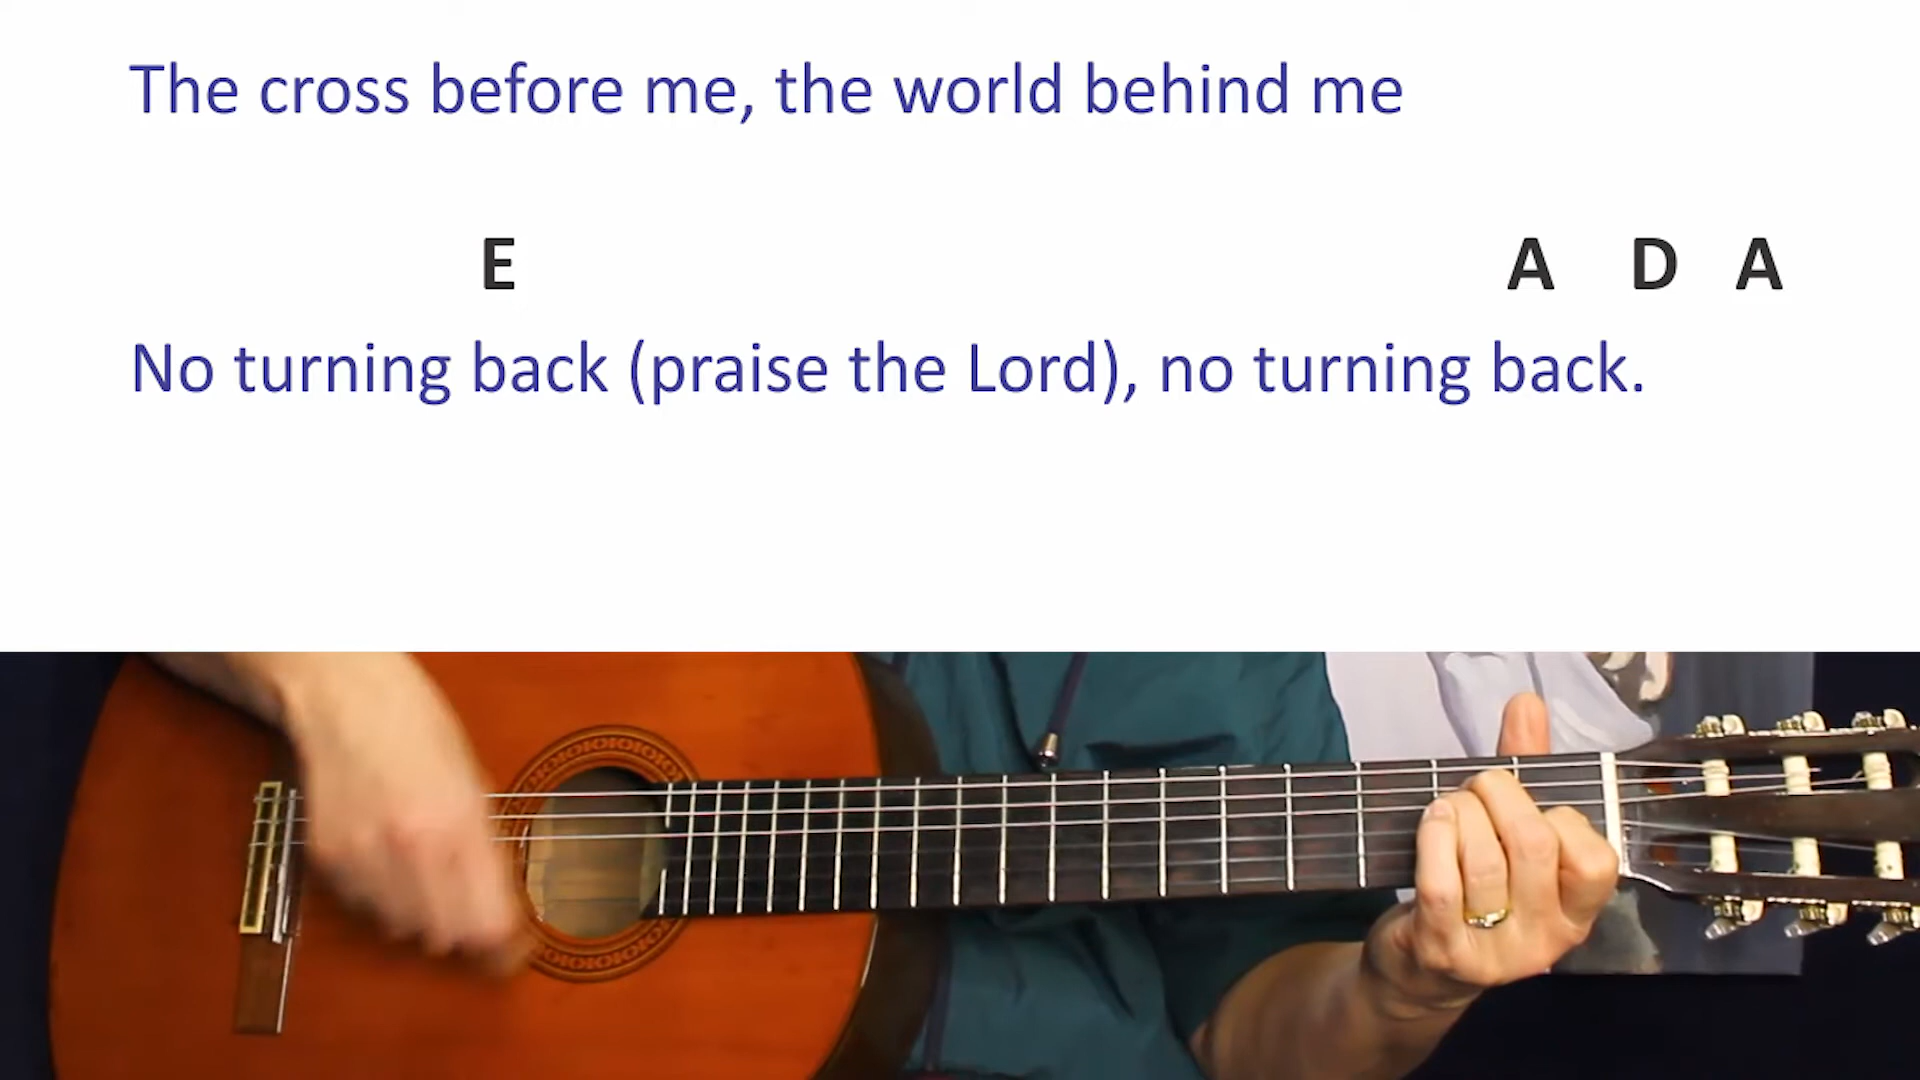 The cross before me, the world behind me
E A D A
No turning back (praise the Lord), no turning back.